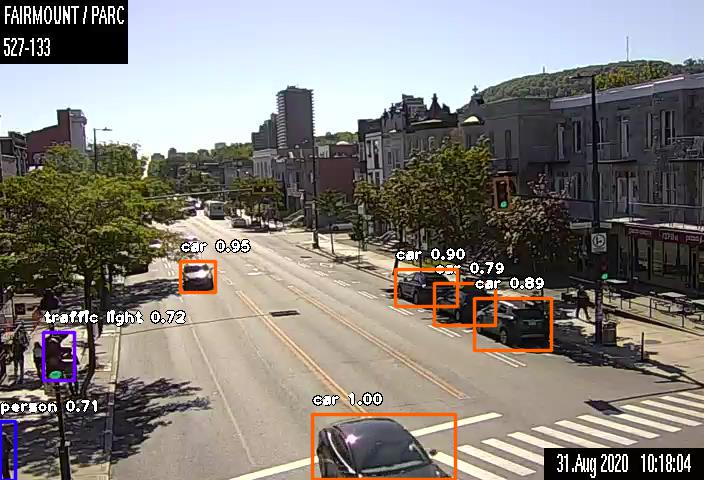 FAIRMOUNT / PARC
527-133
car 0.95
car 0.90
car 0.79
car 0.89
traffic light 0.72
person 0.71
car 1.00
31.Aug 2020 10:18:04